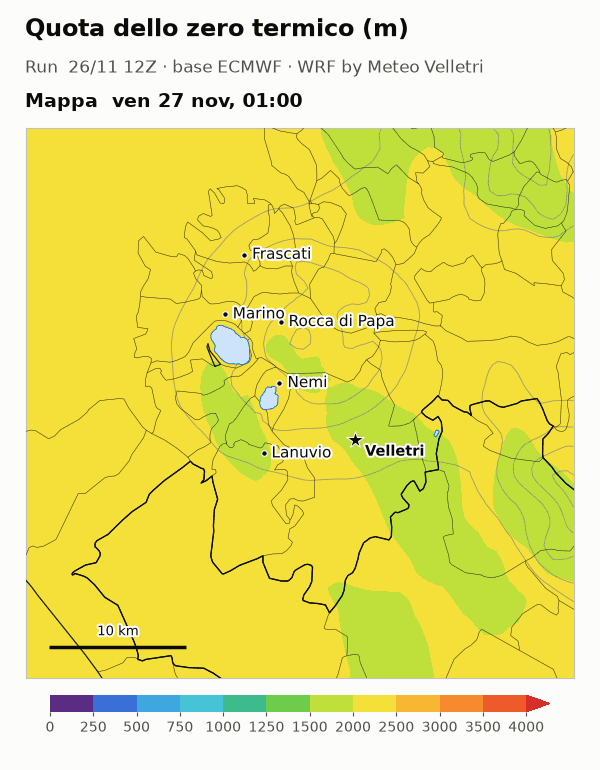 Quota dello zero termico (m)
Run  26/11 12Z · base ECMWF · WRF by Meteo Velletri
Mappa  ven 27 nov, 01:00
Frascati
Marino
Rocca di Papa
Nemi
Velletri
Lanuvio
10 km
0 250 500 750 1000 1250 1500 2000 2500 3000 3500 4000